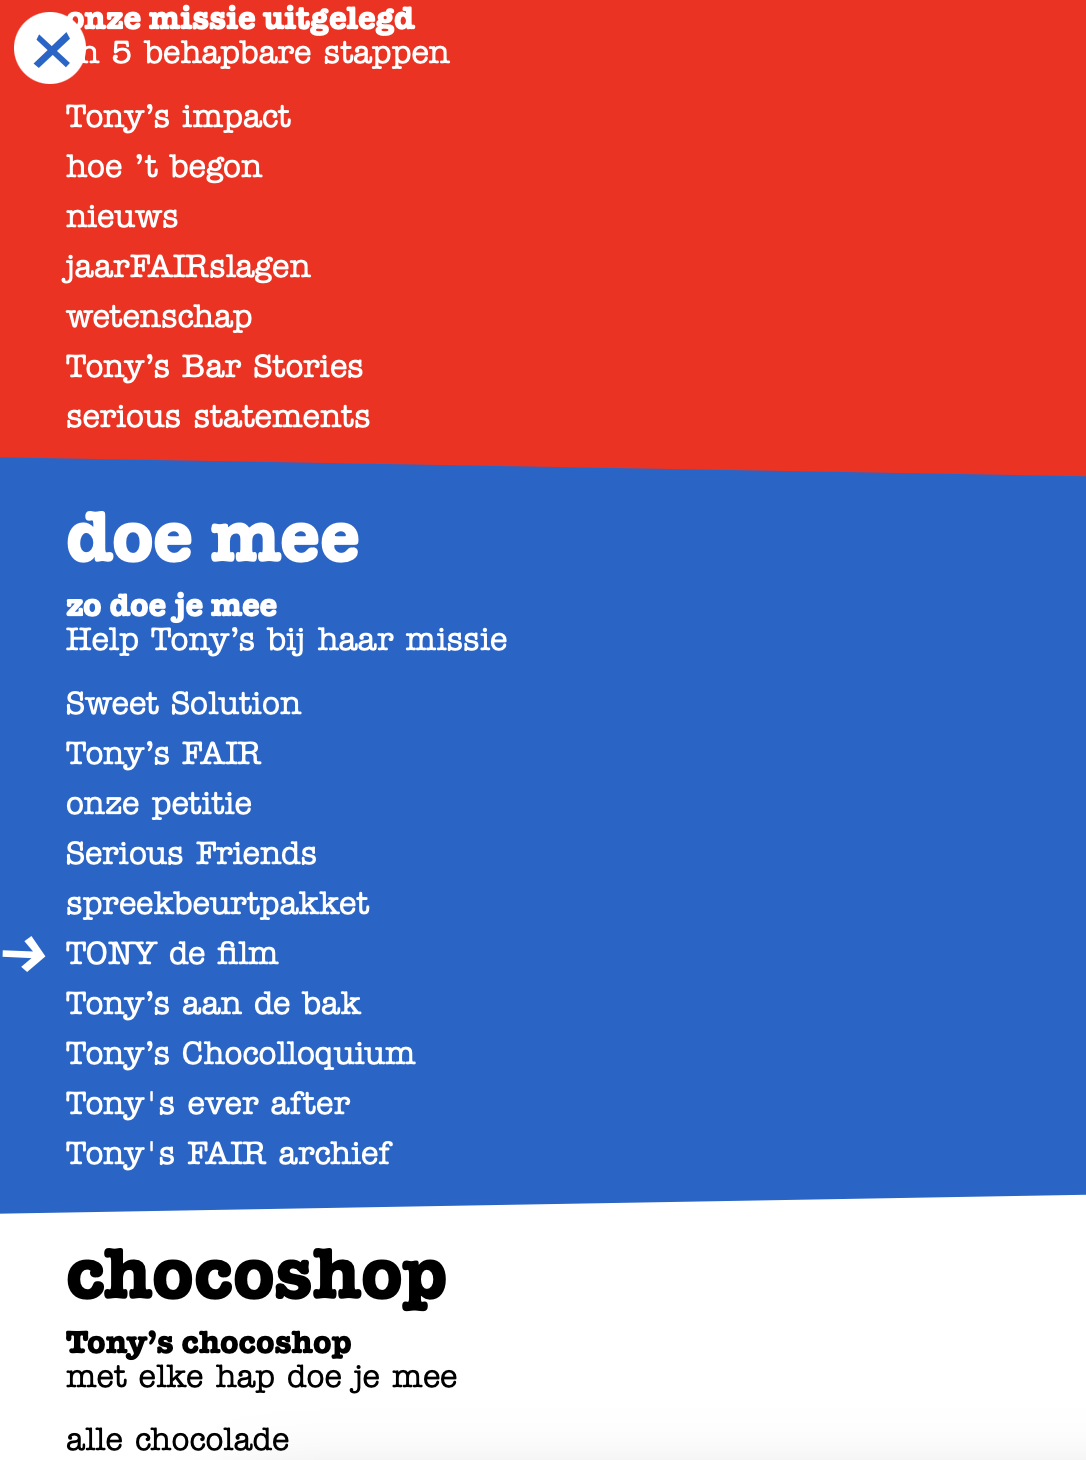 onze missie uitgelegd
in 5 behapbare stappen
Tony’s impact
hoe ’t begon
nieuws
jaarFAIRslagen
wetenschap
Tony’s Bar Stories
serious statements
doe mee
zo doe je mee
Help Tony’s bij haar missie
Sweet Solution
Tony’s FAIR
onze petitie
Serious Friends
spreekbeurtpakket
TONY de film
Tony’s aan de bak
Tony’s Chocolloquium
Tony's ever after
Tony's FAIR archief
chocoshop
Tony’s chocoshop
met elke hap doe je mee
alle chocolade